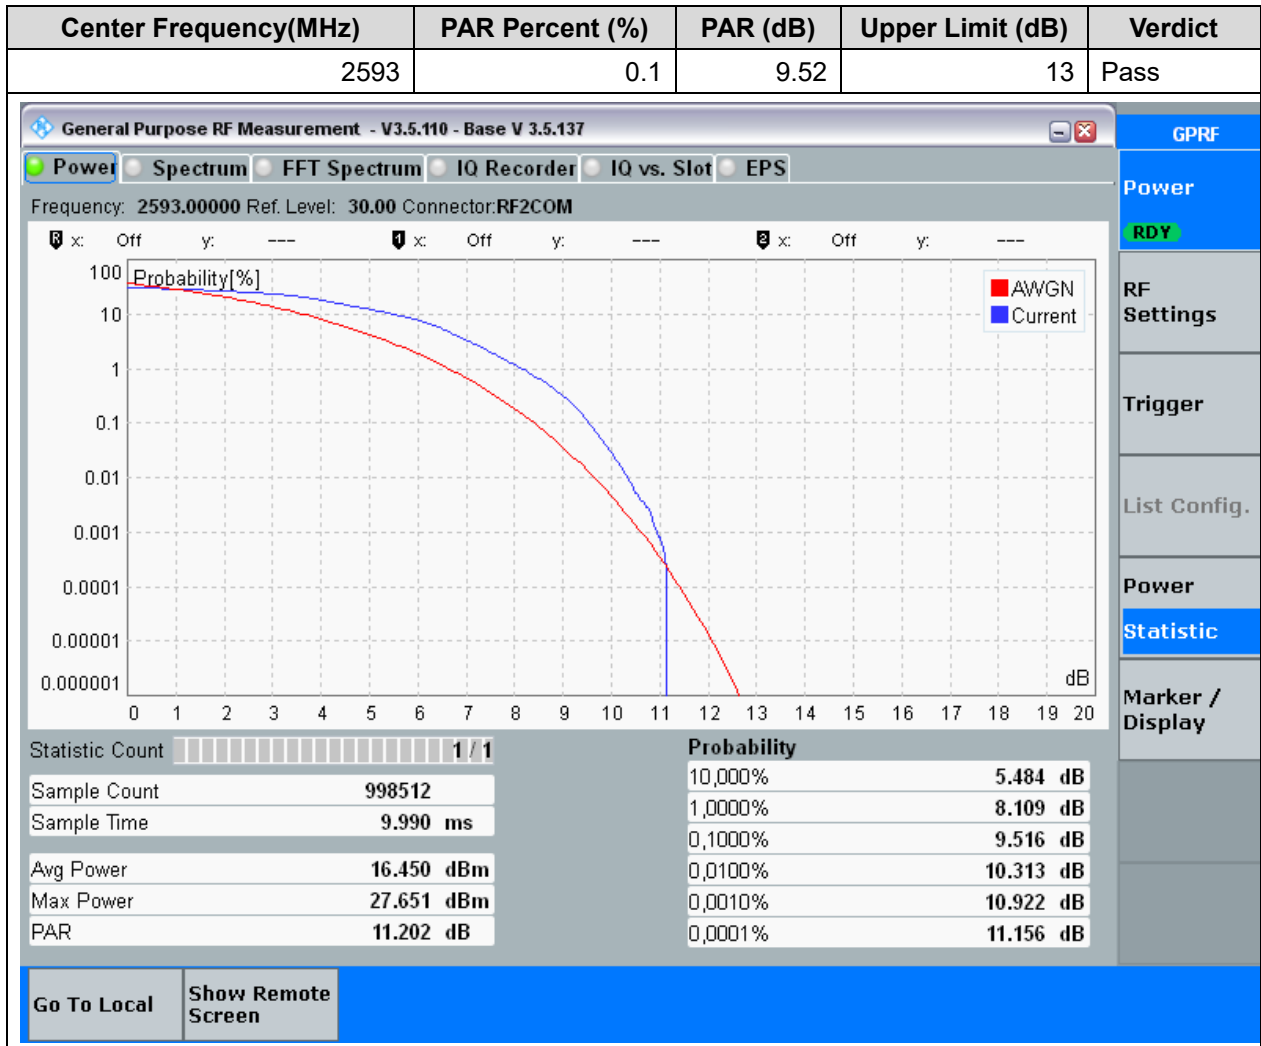 Center Frequency(MHz) PAR Percent (%) PAR (dB) Upper Limit (dB) Verdict
2593 0.1 9.52 13 Pass
General Purpose RF Measurement - V3.5.110 - Base V 3.5.137
GPRF
Power Spectrum FFT Spectrum IQ Recorder IQ vs. Slot EPS
Frequency: 2593.00000 Ref. Level: 30.00 Connector:RF2COM
R x: Off y: --- 1 x: Off y: --- 2 x: Off y: ---
Probability[%]
AWGN
Current
100
10
1
0.1
0.01
0.001
0.0001
0.00001
0.000001
dB
0 1 2 3 4 5 6 7 8 9 10 11 12 13 14 15 16 17 18 19 20
Statistic Count 1 / 1
Sample Count 998512
Sample Time 9.990 ms
Avg Power 16.450 dBm
Max Power 27.651 dBm
PAR 11.202 dB
Probability
10,000% 5.484 dB
1,0000% 8.109 dB
0,1000% 9.516 dB
0,0100% 10.313 dB
0,0010% 10.922 dB
0,0001% 11.156 dB
Power
RDY
RF
Settings
Trigger
List Config.
Power
Statistic
Marker /
Display
Go To Local
Show Remote
Screen